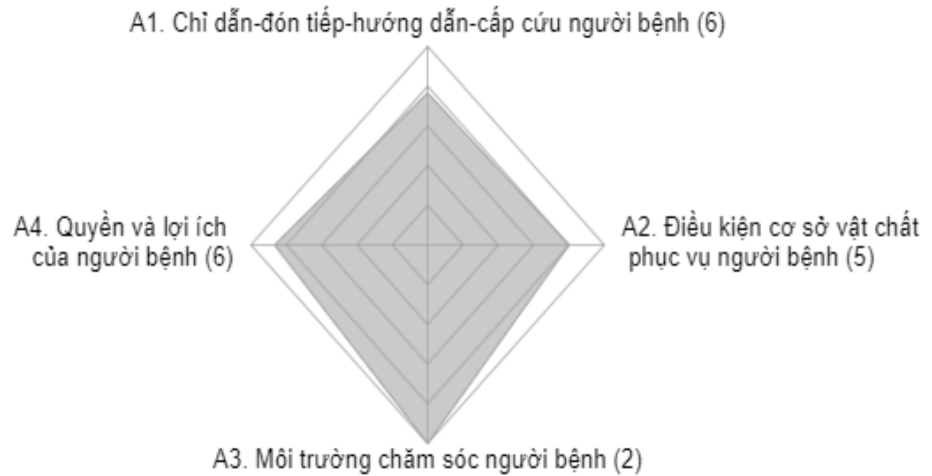 A1. Chỉ dẫn-đón tiếp-hướng dẫn-cấp cứu người bệnh (6)
A4. Quyền và lợi ích
của người bệnh (6)
A2. Điều kiện cơ sở vật chất
phục vụ người bệnh (5)
A3. Môi trường chăm sóc người bệnh (2)